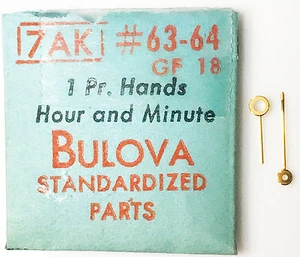 7AK #63-64
GF 18
1 Pr. Hands
Hour and Minute
BULOVA
STANDARDIZED
PARTS